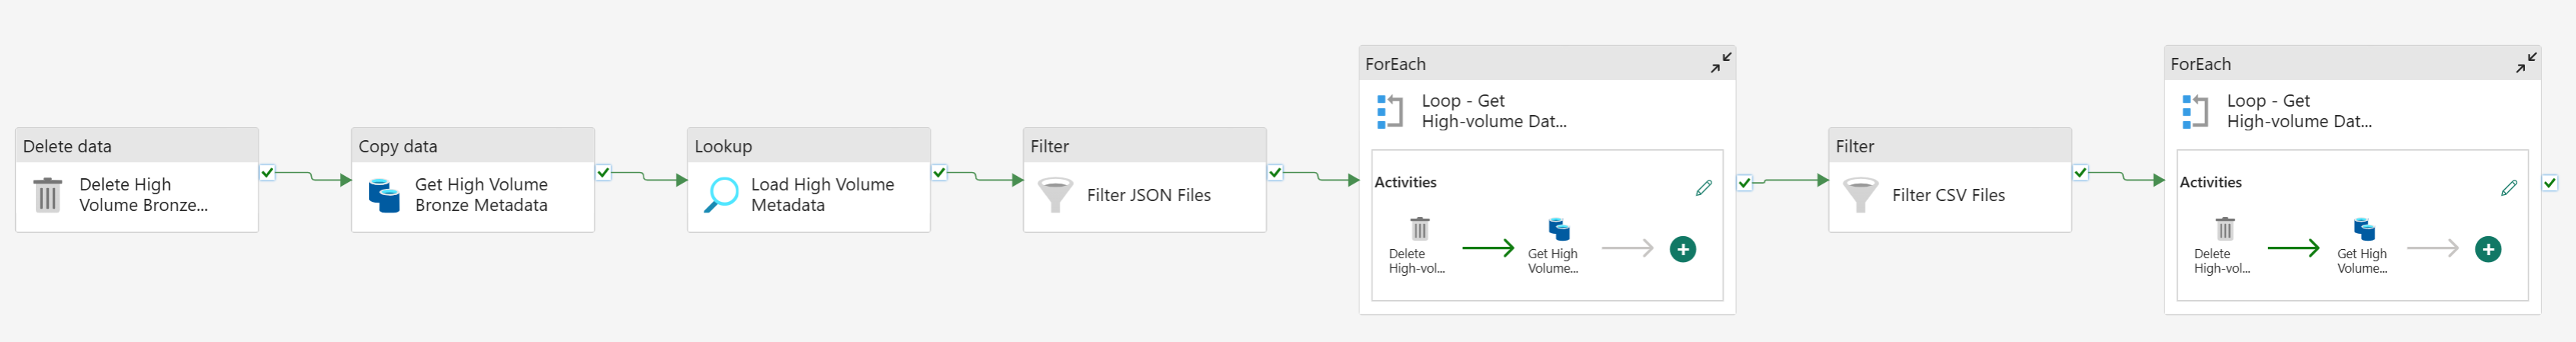 Delete data
Delete High
Volume Bronze...
Copy data
Get High Volume
Bronze Metadata
Lookup
Load High Volume
Metadata
Filter
Filter JSON Files
ForEach
Loop - Get
High-volume Dat...
Activities
Delete
High-vol...
Get High
Volume...
Filter
Filter CSV Files
ForEach
Loop - Get
High-volume Dat...
Activities
Delete
High-vol...
Get High
Volume...